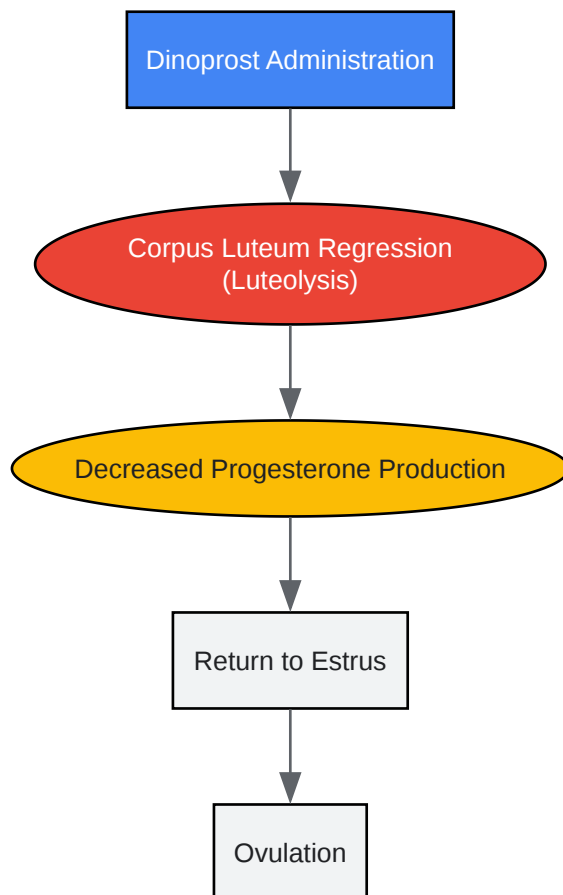 Dinoprost Administration
Corpus Luteum Regression
(Luteolysis)
Decreased Progesterone Production
Return to Estrus
Ovulation